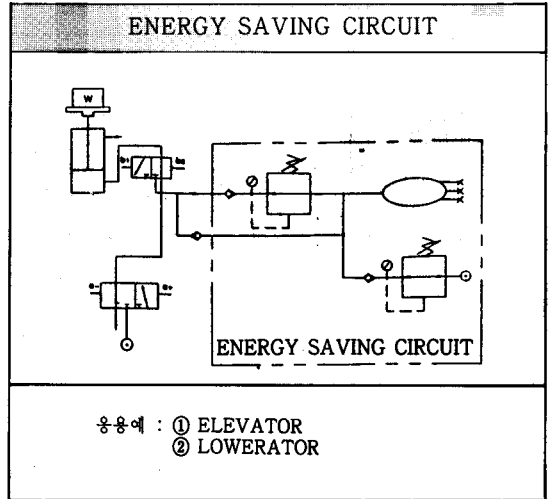 ENERGY SAVING CIRCUIT
W
ENERGY SAVING CIRCUIT
응용예 : ① ELEVATOR
② LOWERATOR